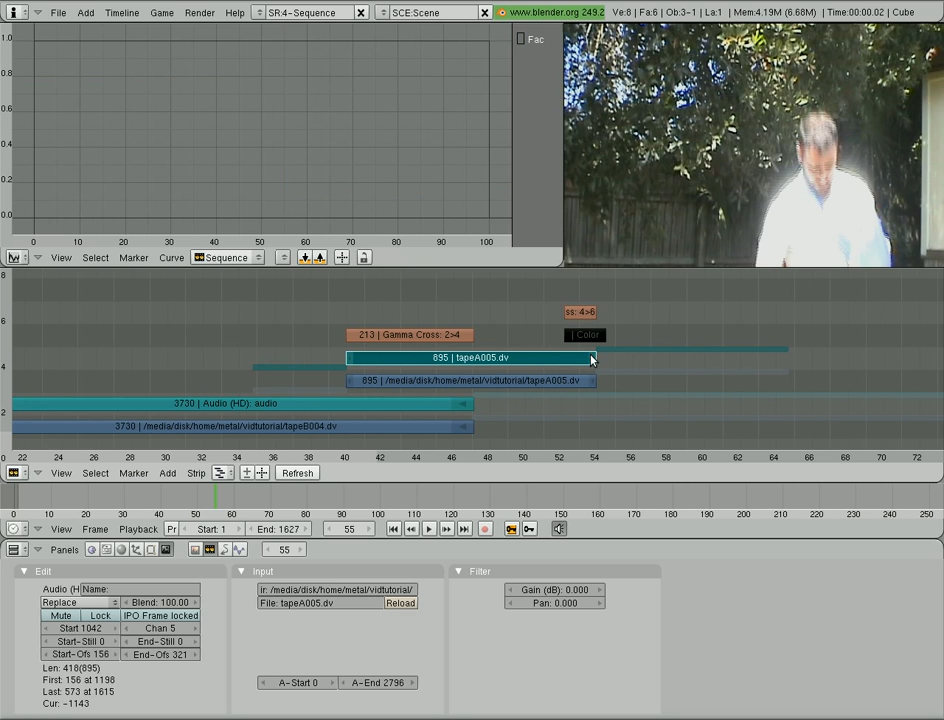 File Add Timeline Game Render Help SR:4-Sequence SCE:Scene www.blender.org 249.2 Ve:8 | Fa:6 | Ob:3-1 | La:1 | Mem:4.19M (6.68M) | Time:00:00.02 | Cube
1.0
0.8
0.6
0.4
0.2
0.0
Fac
0 10 20 30 40 50 60 70 80 90 100
View Select Marker Curve Sequence
8
6
4
2
0
ss: 4>6
213 | Gamma Cross: 2>4
| Color
895 | tapeA005.dv
895 | /media/disk/home/metal/vidtutorial/tapeA005.dv
3730 | Audio (HD): audio
3730 | /media/disk/home/metal/vidtutorial/tapeB004.dv
22 24 26 28 30 32 34 36 38 40 42 44 46 48 50 52 54 56 58 60 62 64 66 68 70 72
View Select Marker Add Strip Refresh
0 10 20 30 40 50 60 70 80 90 100 110 120 130 140 150 160 170 180 190 200 210 220 230 240 250
View Frame Playback Pr Start: 1 End: 1627 55
Panels 55
Edit
Audio (H Name:
Replace Blend: 100.00
Mute Lock IPO Frame locked
Start 1042 Chan 5
Start-Still 0 End-Still 0
Start-Ofs 156 End-Ofs 321
Len: 418(895)
First: 156 at 1198
Last: 573 at 1615
Cur: -1143
Input
ir: /media/disk/home/metal/vidtutorial/
File: tapeA005.dv Reload
A-Start 0 A-End 2796
Filter
Gain (dB): 0.000
Pan: 0.000